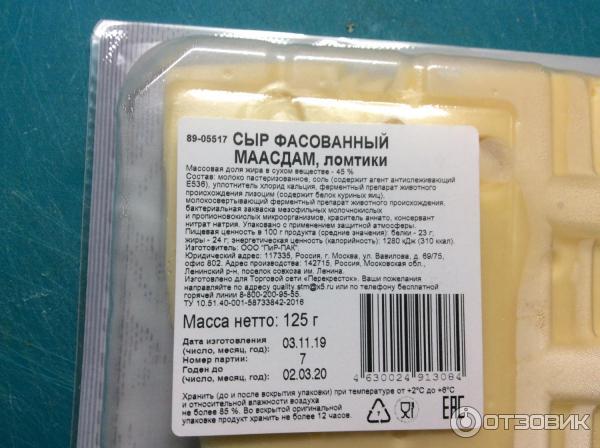 89-05517 СЫР ФАСОВАННЫЙ
МААСДАМ, ЛОМТИКИ
Массовая доля жира в сухом веществе - 45 %
Состав: молоко пастеризованное, соль (содержит агент антислеживающий
Е536), уплотнитель хлорид кальция, ферментный препарат животного
происхождения лизоцим (содержит белок куриных яиц),
молокосвертывающий ферментный препарат животного происхождения,
бактериальная закваска мезофильных молочнокислых
и пропионовокислых микроорганизмов, краситель аннато, консервант
нитрат натрия. Упаковано с применением защитной атмосферы.
Пищевая ценность в 100 г продукта (средние значения): белки - 23 г;
жиры - 24 г; энергетическая ценность (калорийность): 1280 кДж (310 ккал).
Изготовитель: ООО "ПиР-ПАК".
Юридический адрес: 117335, Россия, г. Москва, ул. Вавилова, д. 69/75,
офис 802. Адрес производства: 142715, Россия, Московская обл.,
Ленинский р-н, поселок совхоза им. Ленина.
Изготовлено для Торговой сети «Перекресток». Ваши пожелания
направляйте по адресу quality.stm@x5.ru или по телефону бесплатной
горячей линии 8-800-200-95-55.
ТУ 10.51.40-001-58733842-2016
Масса нетто: 125 г
Дата изготовления
(число, месяц, год): 03.11.19
Номер партии: 7
Годен до
(число, месяц, год): 02.03.20
4 630024 913084
Хранить (до и после вскрытия упаковки) при температуре от +2°С до +6°С
и относительной влажности воздуха
не более 85 %. Во вскрытой оригинальной
упаковке продукт хранить не более 12 часов.
7
EAC
ОТЗОВИК